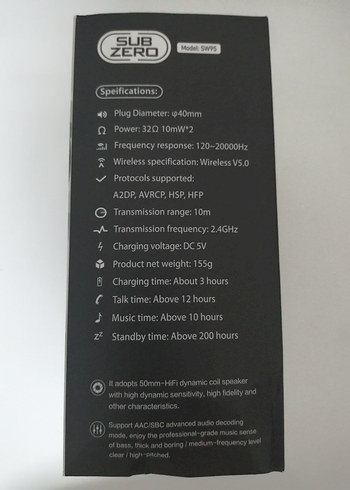 SUB
ZERO
Model: SW95
Speifications:
Plug Diameter: φ40mm
Power: 32Ω 10mW*2
Frequency response: 120~20000Hz
Wireless specification: Wireless V5.0
Protocols supported:
A2DP, AVRCP, HSP, HFP
Transmission range: 10m
Transmission frequency: 2.4GHz
Charging voltage: DC 5V
Product net weight: 155g
Charging time: About 3 hours
Talk time: Above 12 hours
Music time: Above 10 hours
zZ Standby time: Above 200 hours
It adopts 50mm-HiFi dynamic coil speaker
with high dynamic sensitivity, high fidelity and
other characteristics.
Support AAC/SBC advanced audio decoding
mode, enjoy the professional-grade music sense
of bass, thick and boring / medium-frequency level
clear / high-pitched.